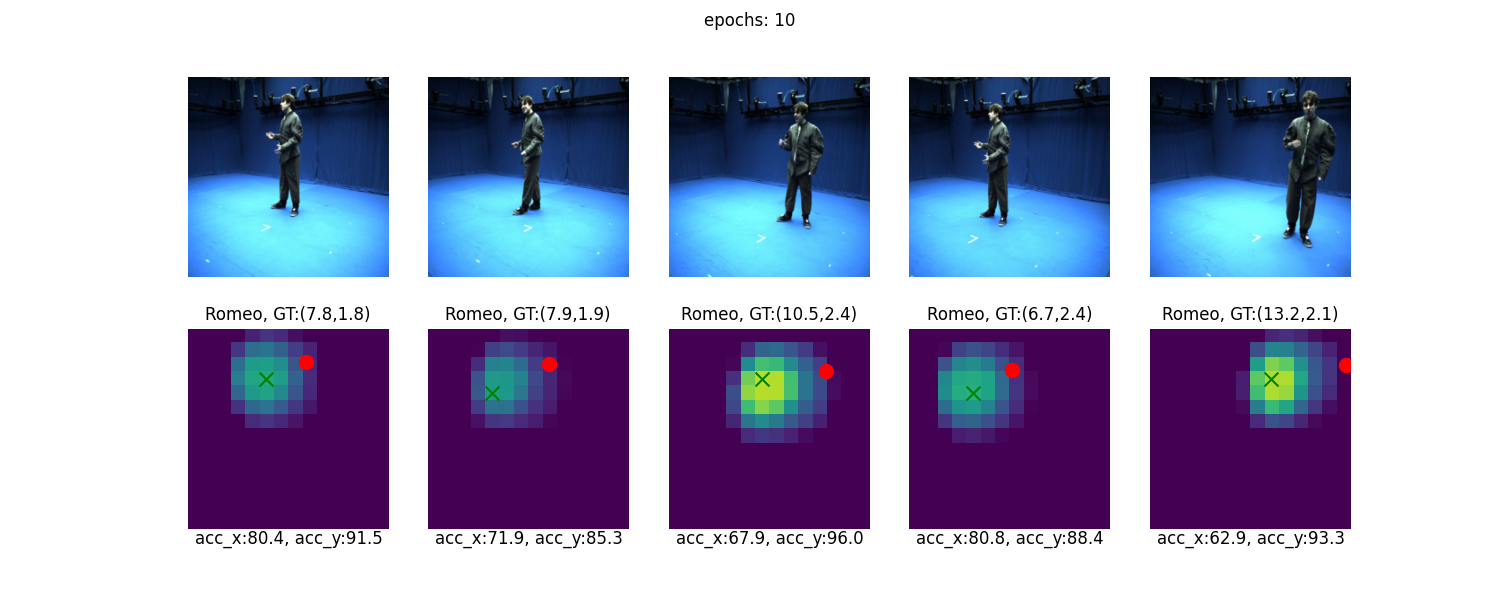 epochs: 10
Romeo, GT:(7.8,1.8)
Romeo, GT:(7.9,1.9)
Romeo, GT:(10.5,2.4)
Romeo, GT:(6.7,2.4)
Romeo, GT:(13.2,2.1)
acc_x:80.4, acc_y:91.5
acc_x:71.9, acc_y:85.3
acc_x:67.9, acc_y:96.0
acc_x:80.8, acc_y:88.4
acc_x:62.9, acc_y:93.3